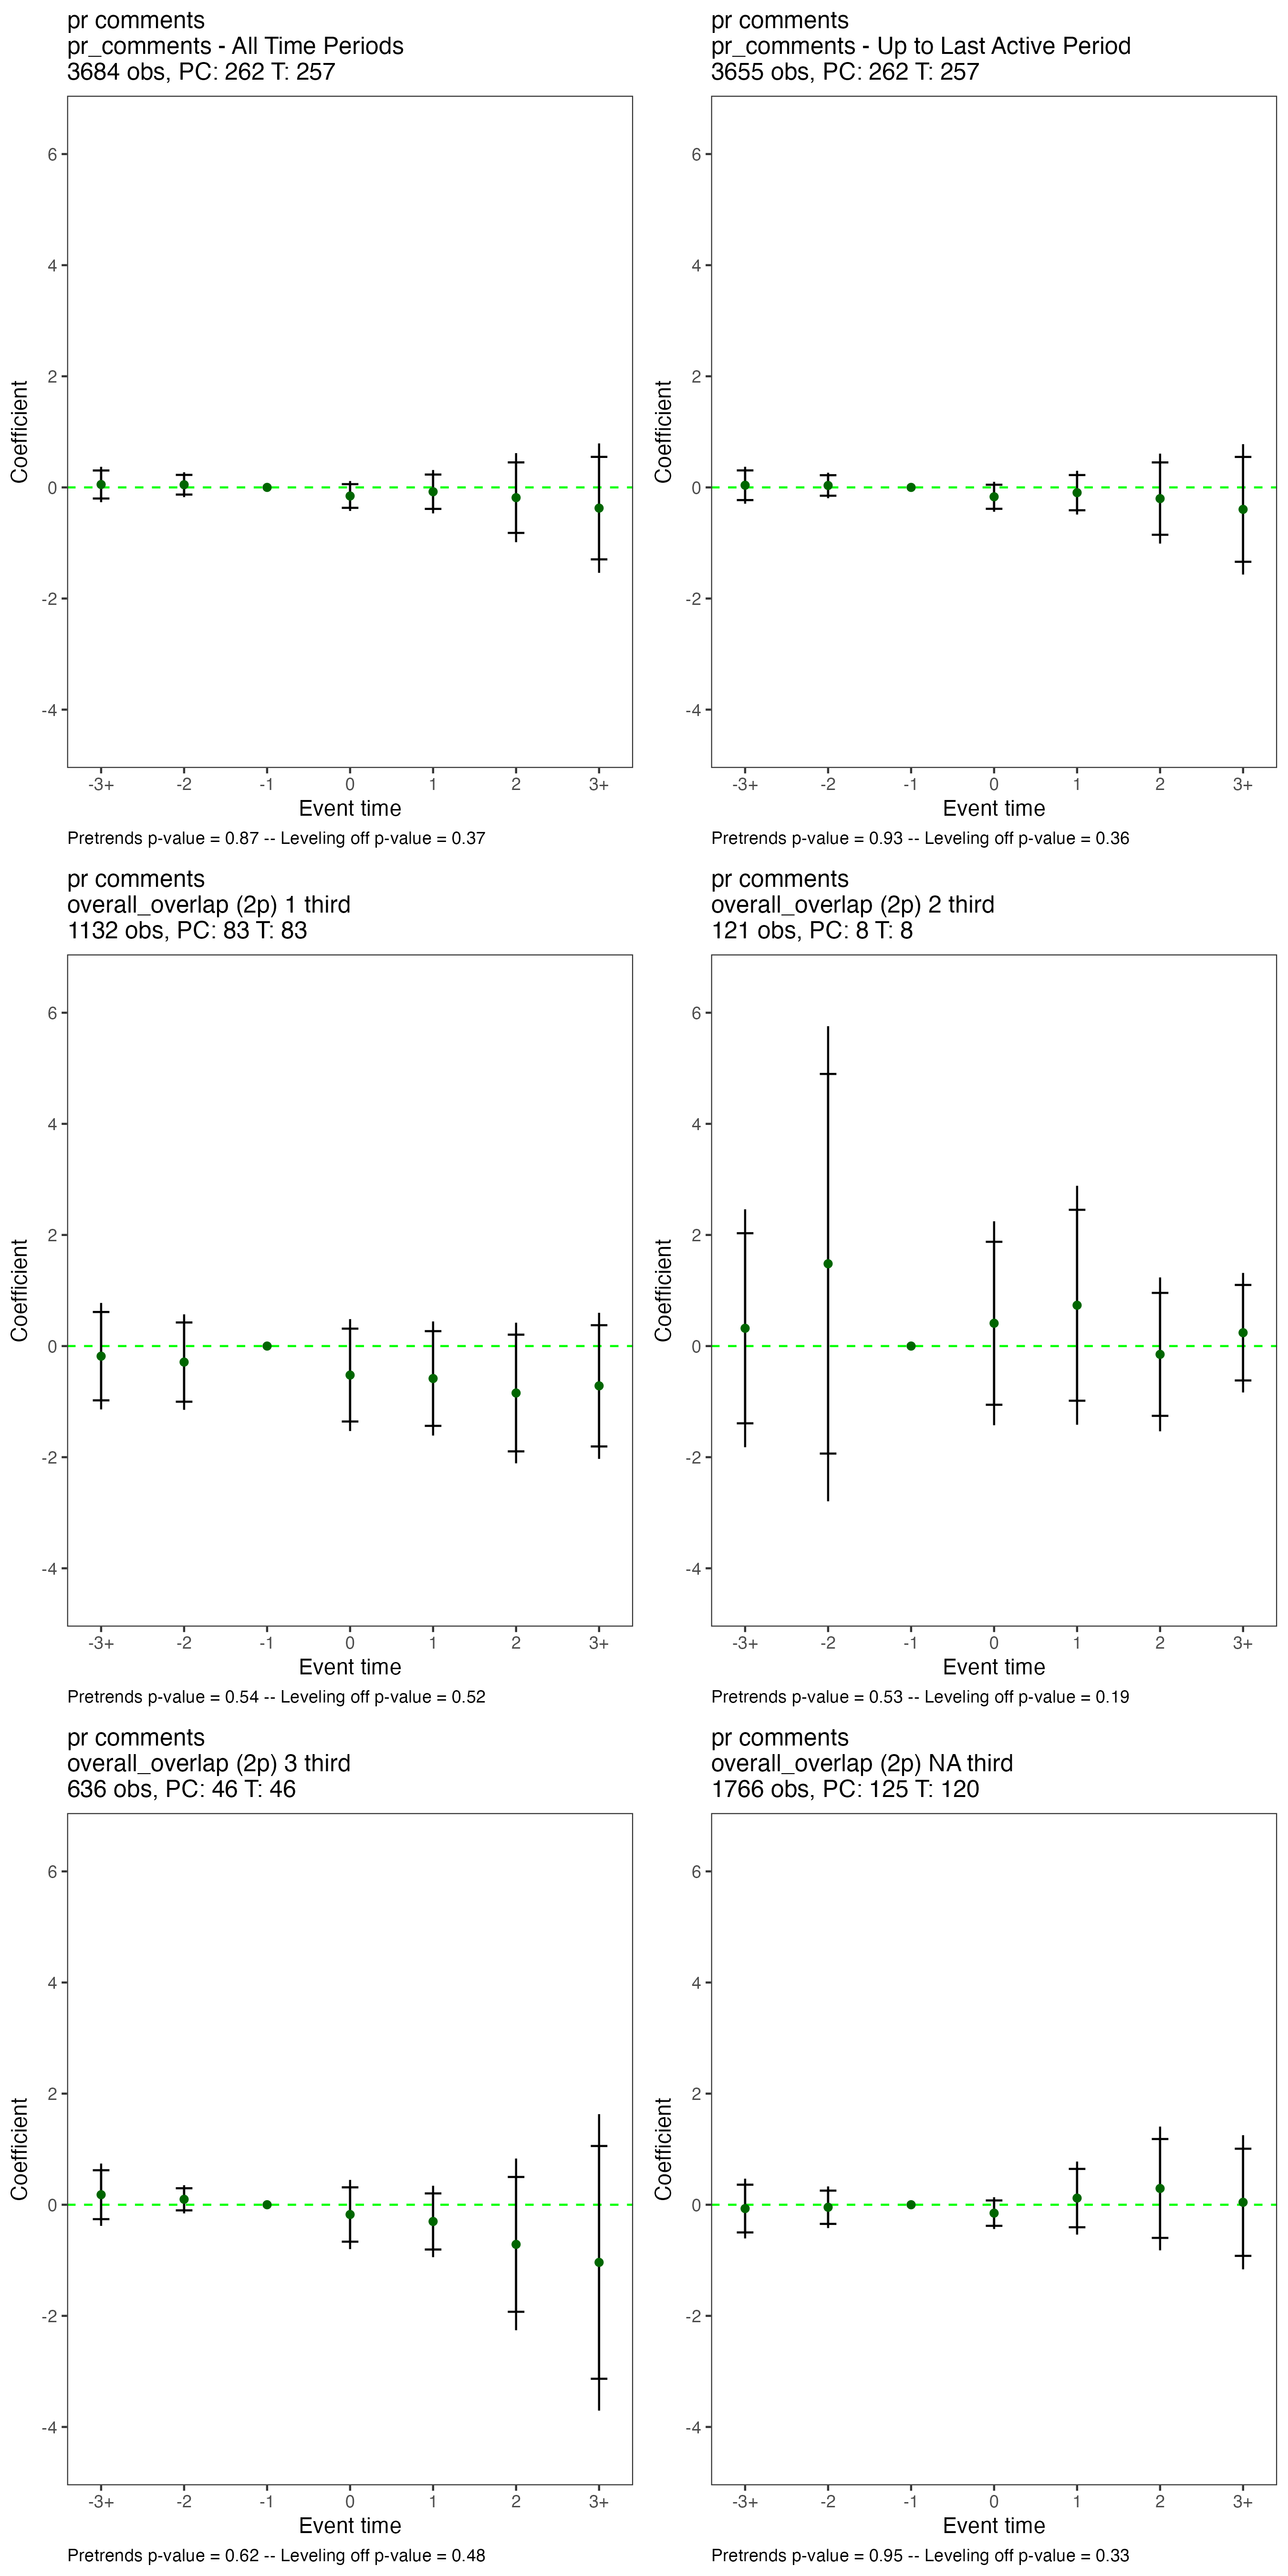 pr comments
pr_comments - All Time Periods
3684 obs, PC: 262 T: 257
6
4
2
0
-2
-4
Coefficient
-3+ -2 -1 0 1 2 3+
Event time
Pretrends p-value = 0.87 -- Leveling off p-value = 0.37
pr comments
pr_comments - Up to Last Active Period
3655 obs, PC: 262 T: 257
6
4
2
0
-2
-4
Coefficient
-3+ -2 -1 0 1 2 3+
Event time
Pretrends p-value = 0.93 -- Leveling off p-value = 0.36
pr comments
overall_overlap (2p) 1 third
1132 obs, PC: 83 T: 83
6
4
2
0
-2
-4
Coefficient
-3+ -2 -1 0 1 2 3+
Event time
Pretrends p-value = 0.54 -- Leveling off p-value = 0.52
pr comments
overall_overlap (2p) 2 third
121 obs, PC: 8 T: 8
6
4
2
0
-2
-4
Coefficient
-3+ -2 -1 0 1 2 3+
Event time
Pretrends p-value = 0.53 -- Leveling off p-value = 0.19
pr comments
overall_overlap (2p) 3 third
636 obs, PC: 46 T: 46
6
4
2
0
-2
-4
Coefficient
-3+ -2 -1 0 1 2 3+
Event time
Pretrends p-value = 0.62 -- Leveling off p-value = 0.48
pr comments
overall_overlap (2p) NA third
1766 obs, PC: 125 T: 120
6
4
2
0
-2
-4
Coefficient
-3+ -2 -1 0 1 2 3+
Event time
Pretrends p-value = 0.95 -- Leveling off p-value = 0.33